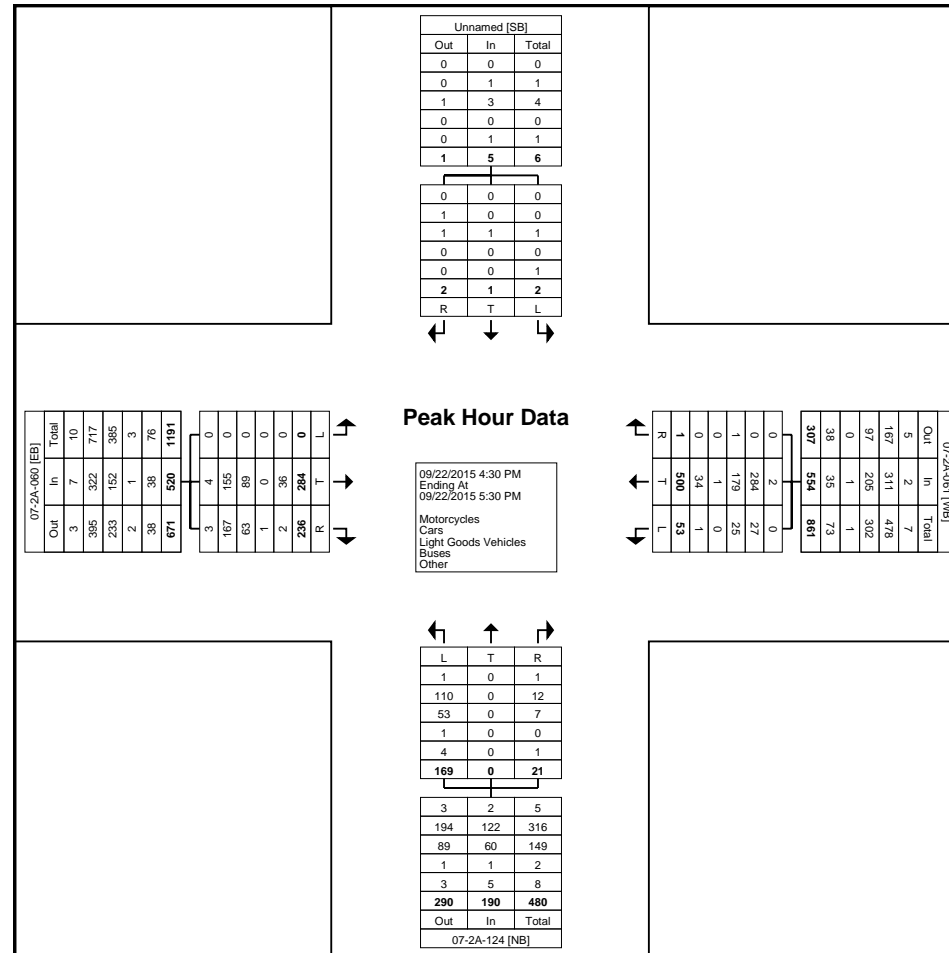 Unnamed [SB]
Out In Total
0 0 0
0 1 1
1 3 4
0 0 0
0 1 1
1 5 6
0 0 0
1 0 0
1 1 1
0 0 0
0 0 1
2 1 2
R T L
07-2A-060 [EB]
Out In Total
3 7 10
395 322 717
233 152 385
2 1 3
38 38 76
671 520 1191
3 4 0
167 155 0
63 89 0
1 0 0
2 36 0
236 284 0
R T L
Peak Hour Data
09/22/2015 4:30 PM
Ending At
09/22/2015 5:30 PM
Motorcycles
Cars
Light Goods Vehicles
Buses
Other
07-2A-061 [WB]
Out In Total
5 2 7
167 311 478
97 205 302
0 1 1
38 35 73
307 554 861
0 2 0
0 284 27
1 179 25
0 1 0
0 34 1
1 500 53
R T L
L T R
1 0 1
110 0 12
53 0 7
1 0 0
4 0 1
169 0 21
3 2 5
194 122 316
89 60 149
1 1 2
3 5 8
290 190 480
Out In Total
07-2A-124 [NB]